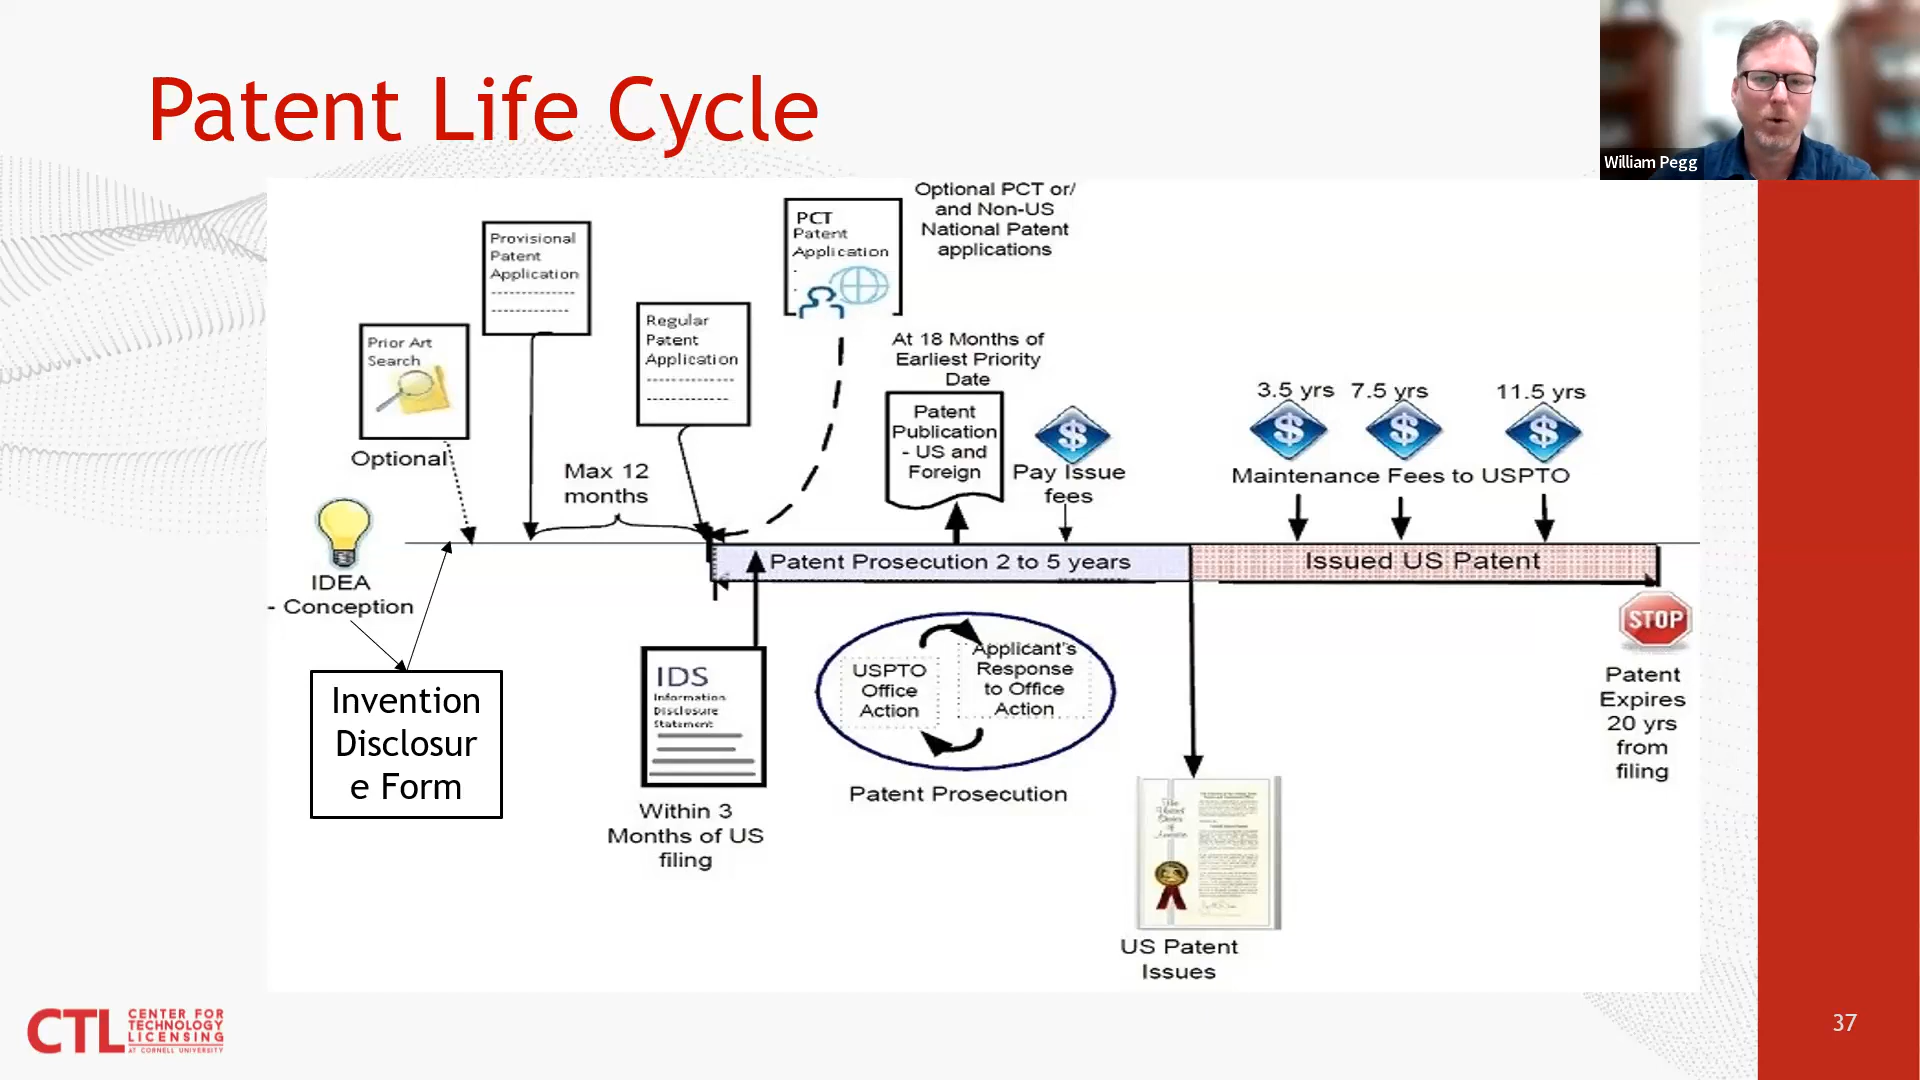 Patent Life Cycle
William Pegg
Optional PCT or/
and Non-US
National Patent
applications
PCT
Patent
Application
Provisional
Patent
Application
Regular
Patent
Application
Prior Art
Search
Optional
Max 12
months
At 18 Months of
Earliest Priority
Date
Patent
Publication
- US and
Foreign
$
Pay Issue
fees
3.5 yrs
7.5 yrs
11.5 yrs
$
$
$
Maintenance Fees to USPTO
IDEA
- Conception
Patent Prosecution 2 to 5 years
Issued US Patent
Invention
Disclosur
e Form
IDS
Information
Disclosure
Statement
Within 3
Months of US
filing
USPTO
Office
Action
Applicant's
Response
to Office
Action
Patent Prosecution
STOP
Patent
Expires
20 yrs
from
filing
The
United
States
of
America
US Patent
Issues
CTL
CENTER FOR
TECHNOLOGY
LICENSING
AT CORNELL UNIVERSITY
37